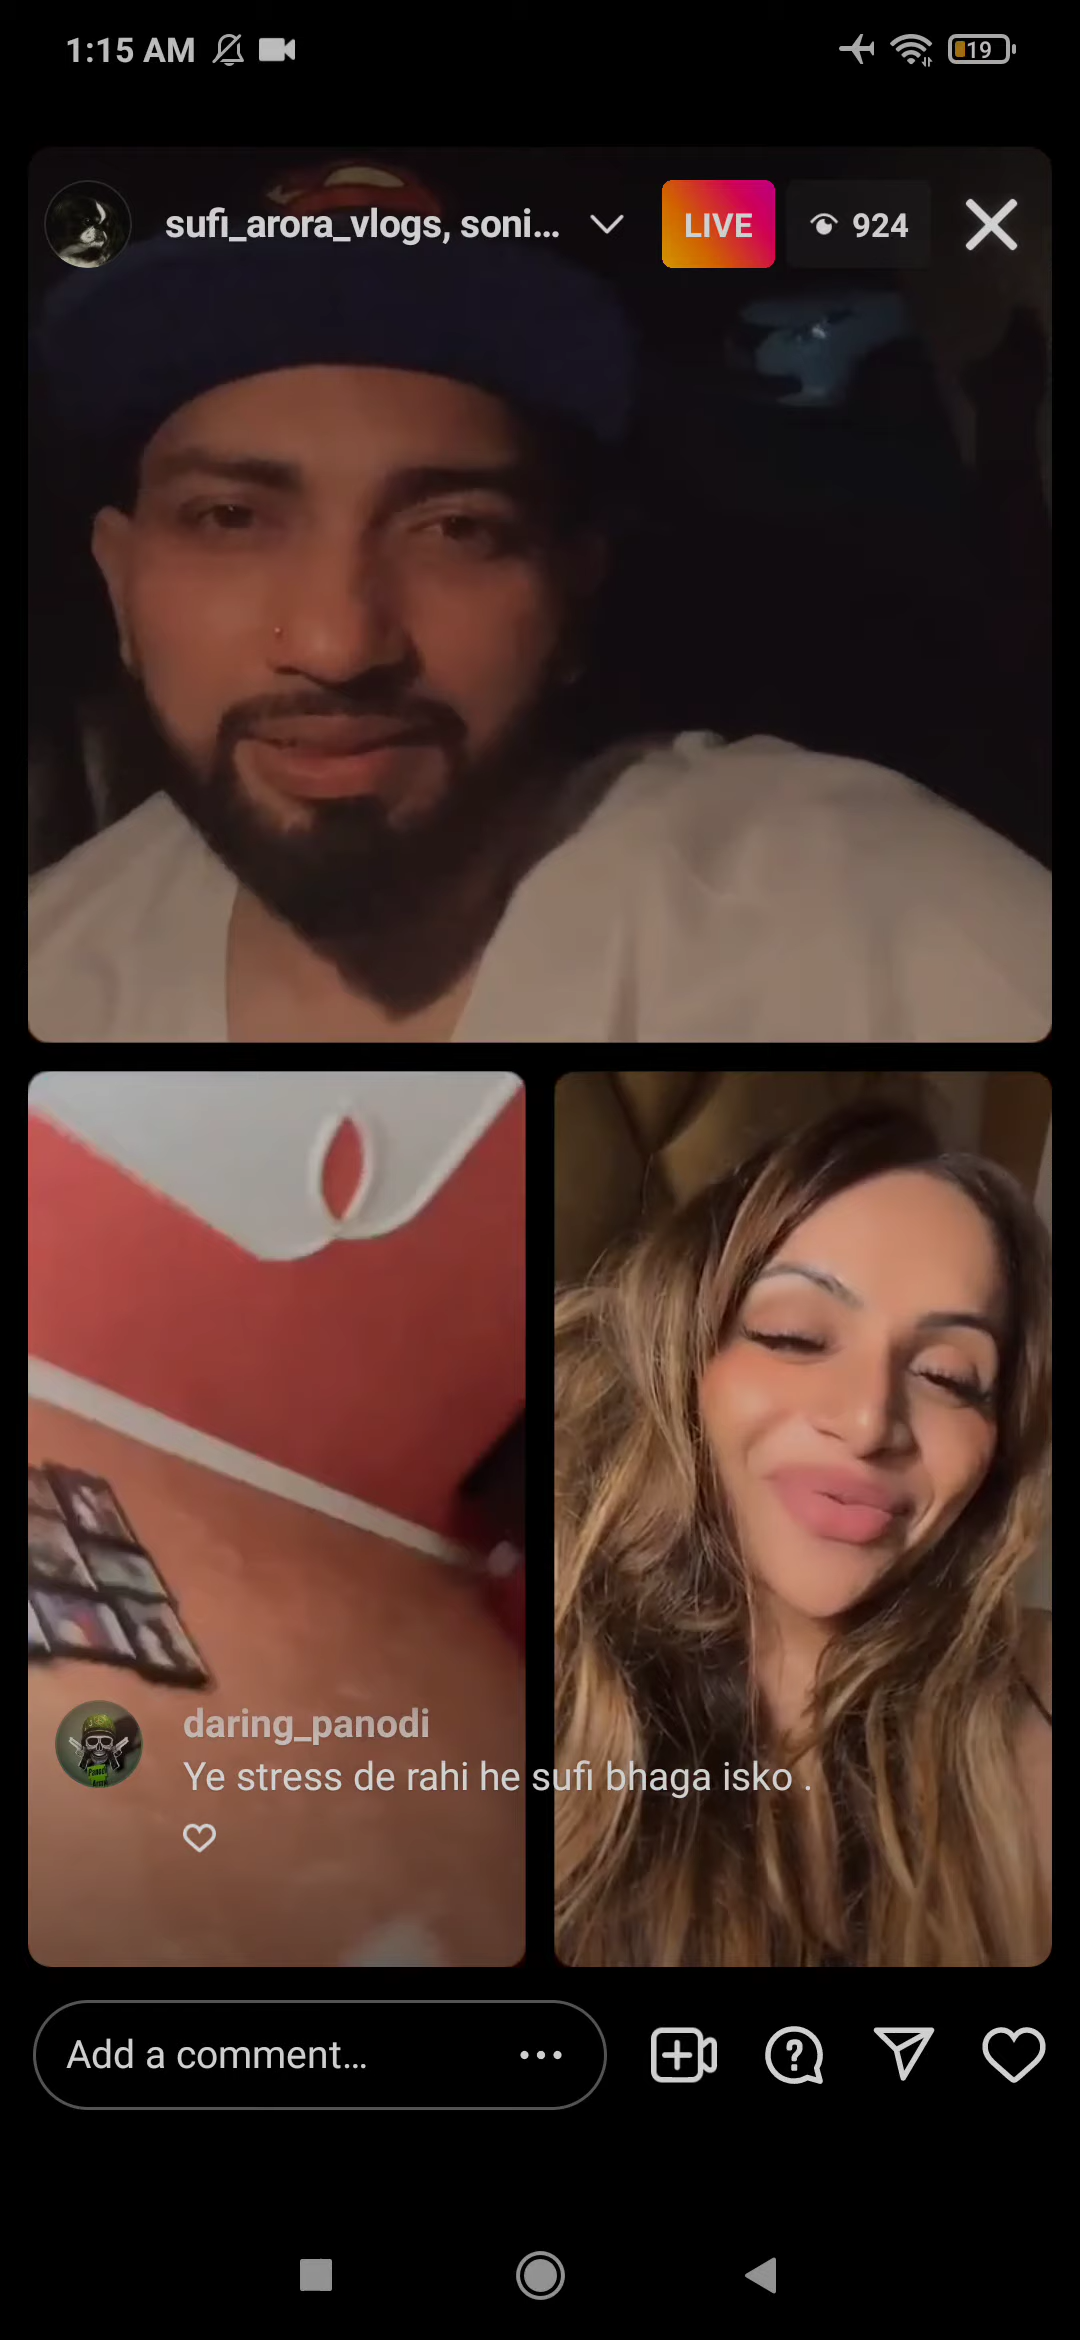 1:15 AM
19
sufi_arora_vlogs, soni...
LIVE
924
daring_panodi
Ye stress de rahi he sufi bhaga isko .
Add a comment...